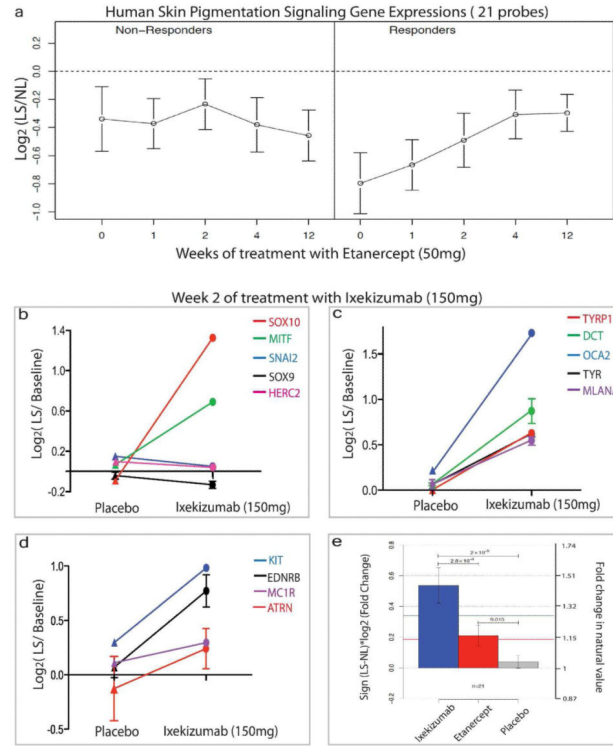 a
Human Skin Pigmentation Signaling Gene Expressions ( 21 probes)
Non-Responders
Responders
Log2 (LS/NL)
0.2
0.0
-0.2
-0.4
-0.6
-0.8
-1.0
0 1 2 4 12
0 1 2 4 12
Weeks of treatment with Etanercept (50mg)
Week 2 of treatment with Ixekizumab (150mg)
b
Log2(LS/ Baseline)
1.4
1.0
0.6
0.2
-0.2
SOX10
MITF
SNAI2
SOX9
HERC2
Placebo
Ixekizumab (150mg)
c
Log2(LS/ Baseline)
1.5
1.0
0.5
0.0
TYRP1
DCT
OCA2
TYR
MLANA
Placebo
Ixekizumab (150mg)
d
Log2(LS/ Baseline)
1.0
0.5
0.0
-0.5
KIT
EDNRB
MC1R
ATRN
Placebo
Ixekizumab (150mg)
e
Sign (LS-NL)*log2 (Fold Change)
0.8
0.6
0.4
0.2
0.0
-0.2
Fold change in natural value
1.74
1.51
1.32
1.15
1
0.87
0.015
n=21
Ixekizumab
Etanercept
Placebo